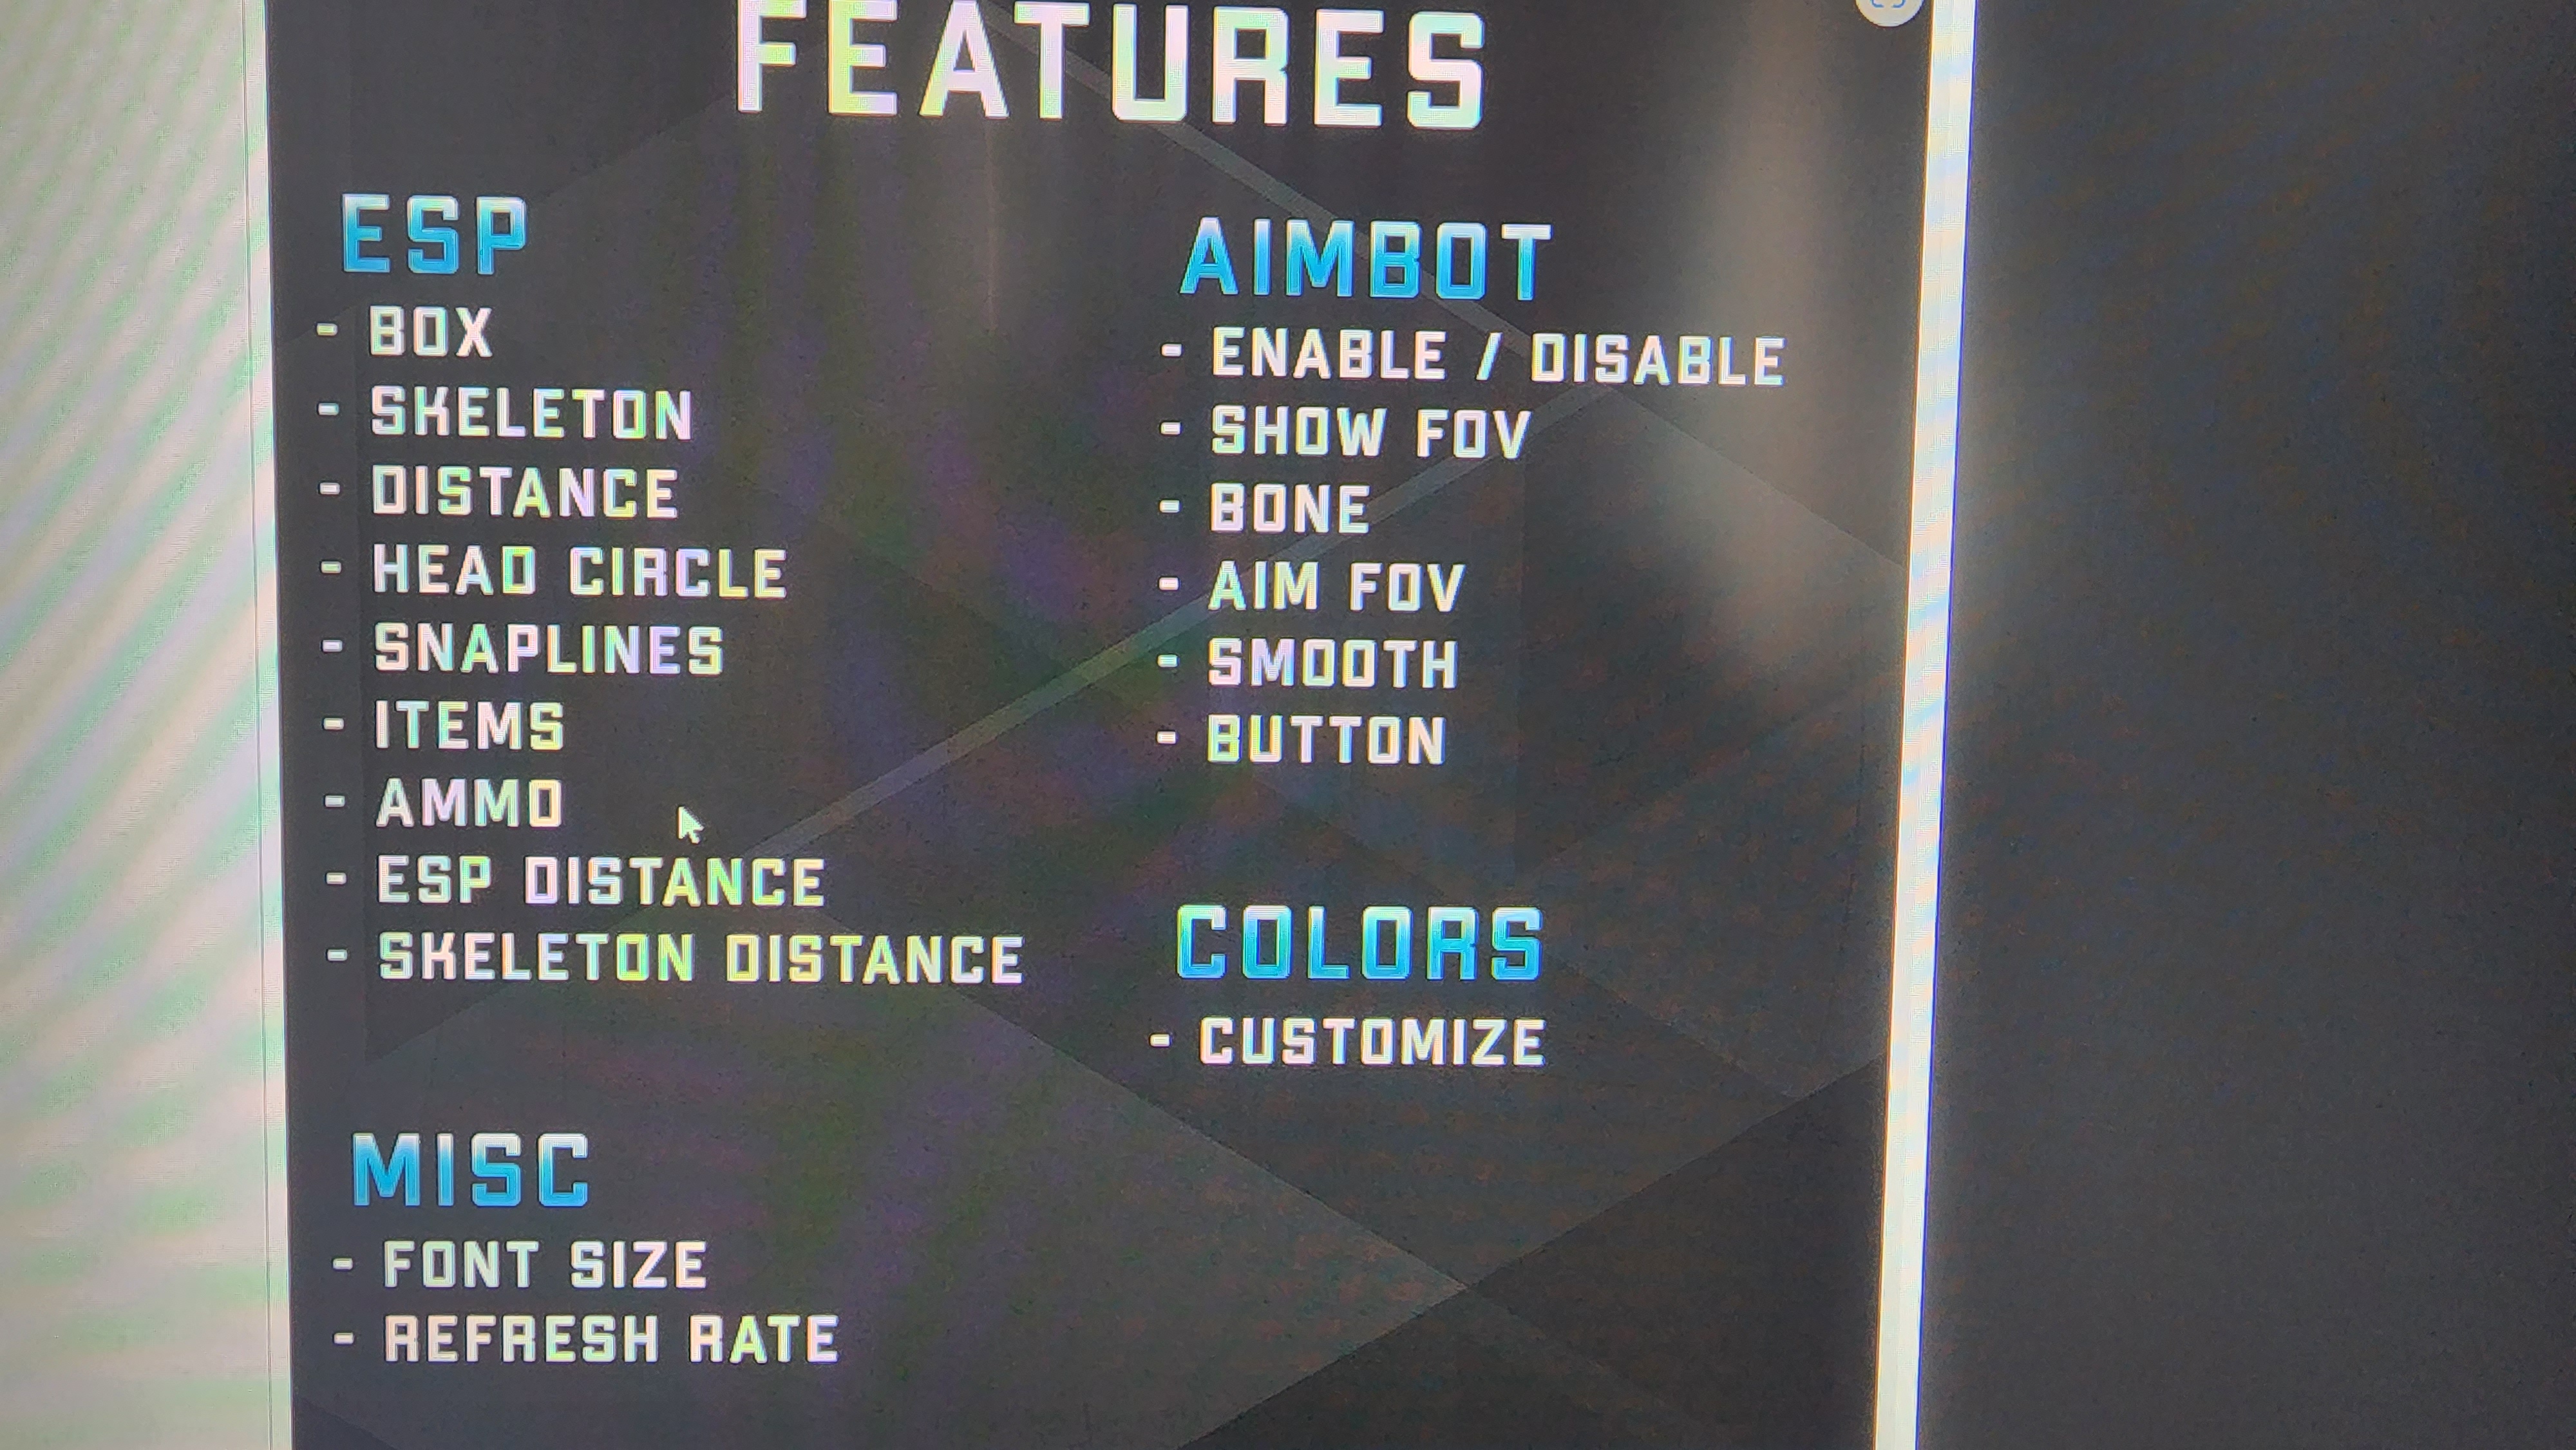 FEATURES
ESP
- BOX
- SKELETON
- DISTANCE
- HEAD CIRCLE
- SNAPLINES
- ITEMS
- AMMO
- ESP DISTANCE
- SKELETON DISTANCE
MISC
- FONT SIZE
- REFRESH RATE
AIMBOT
- ENABLE / DISABLE
- SHOW FOV
- BONE
- AIM FOV
- SMOOTH
- BUTTON
COLORS
- CUSTOMIZE